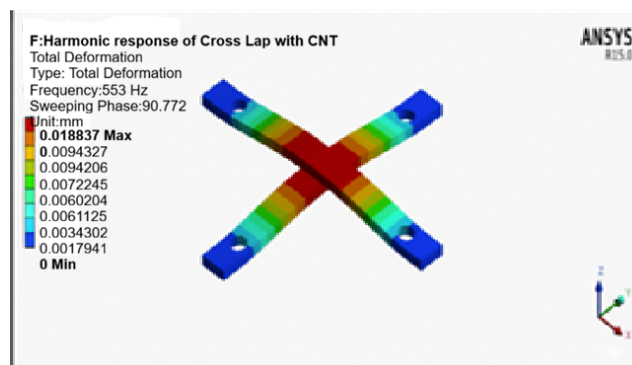 F:Harmonic response of Cross Lap with CNT
Total Deformation
Type: Total Deformation
Frequency:553 Hz
Sweeping Phase:90.772
Unit:mm
0.018837 Max
0.0094327
0.0094206
0.0072245
0.0060204
0.0061125
0.0034302
0.0017941
0 Min
ANSYS
R15.0
Z
Y
X